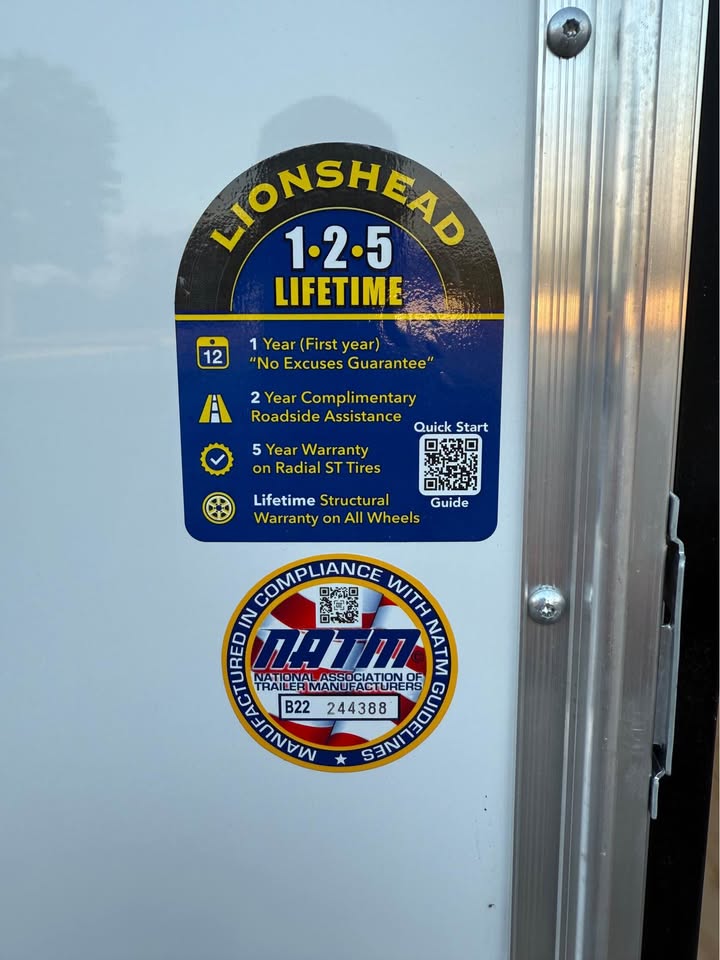 LIONSHEAD
1•2•5
LIFETIME
12
1 Year (First year)
“No Excuses Guarantee”
2 Year Complimentary
Roadside Assistance
5 Year Warranty
on Radial ST Tires
Quick Start
Guide
Lifetime Structural
Warranty on All Wheels
MANUFACTURED IN COMPLIANCE WITH NATM GUIDELINES
NATM
NATIONAL ASSOCIATION OF
TRAILER MANUFACTURERS
B22 244388